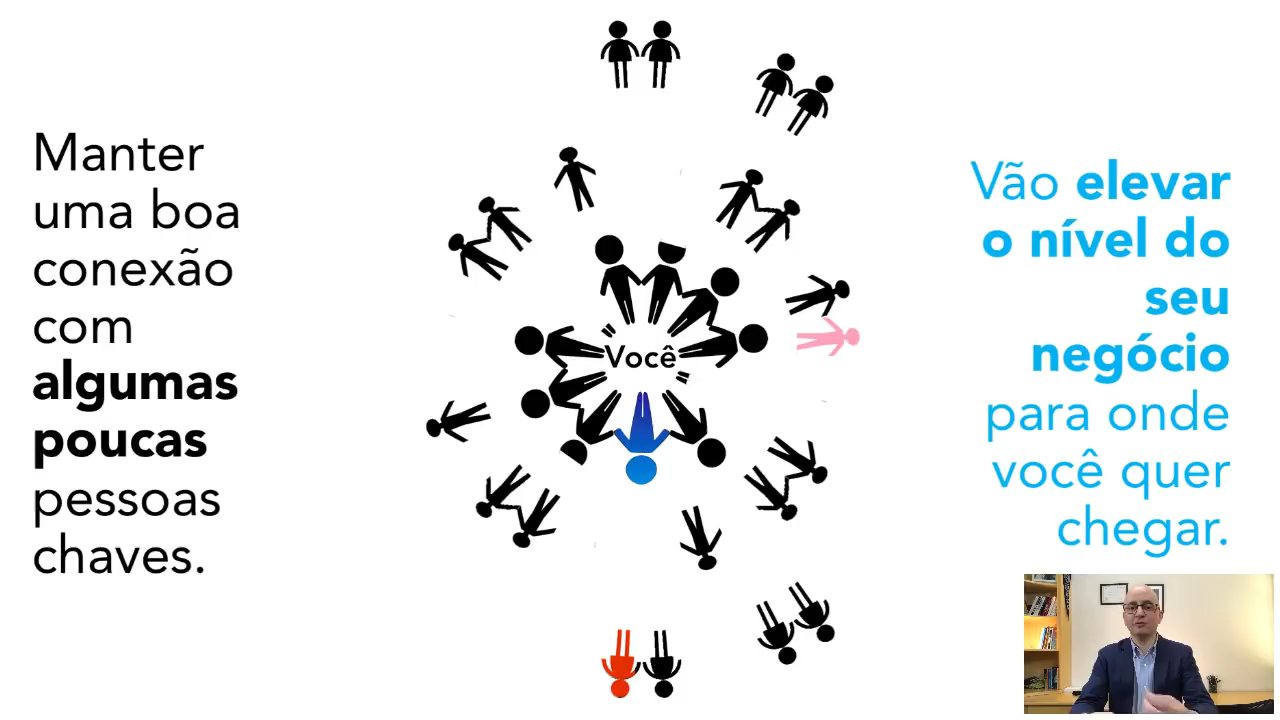 Manter
uma boa
conexão
com
algumas
poucas
pessoas
chaves.
Você
Vão elevar
o nível do
seu
negócio
para onde
você quer
chegar.